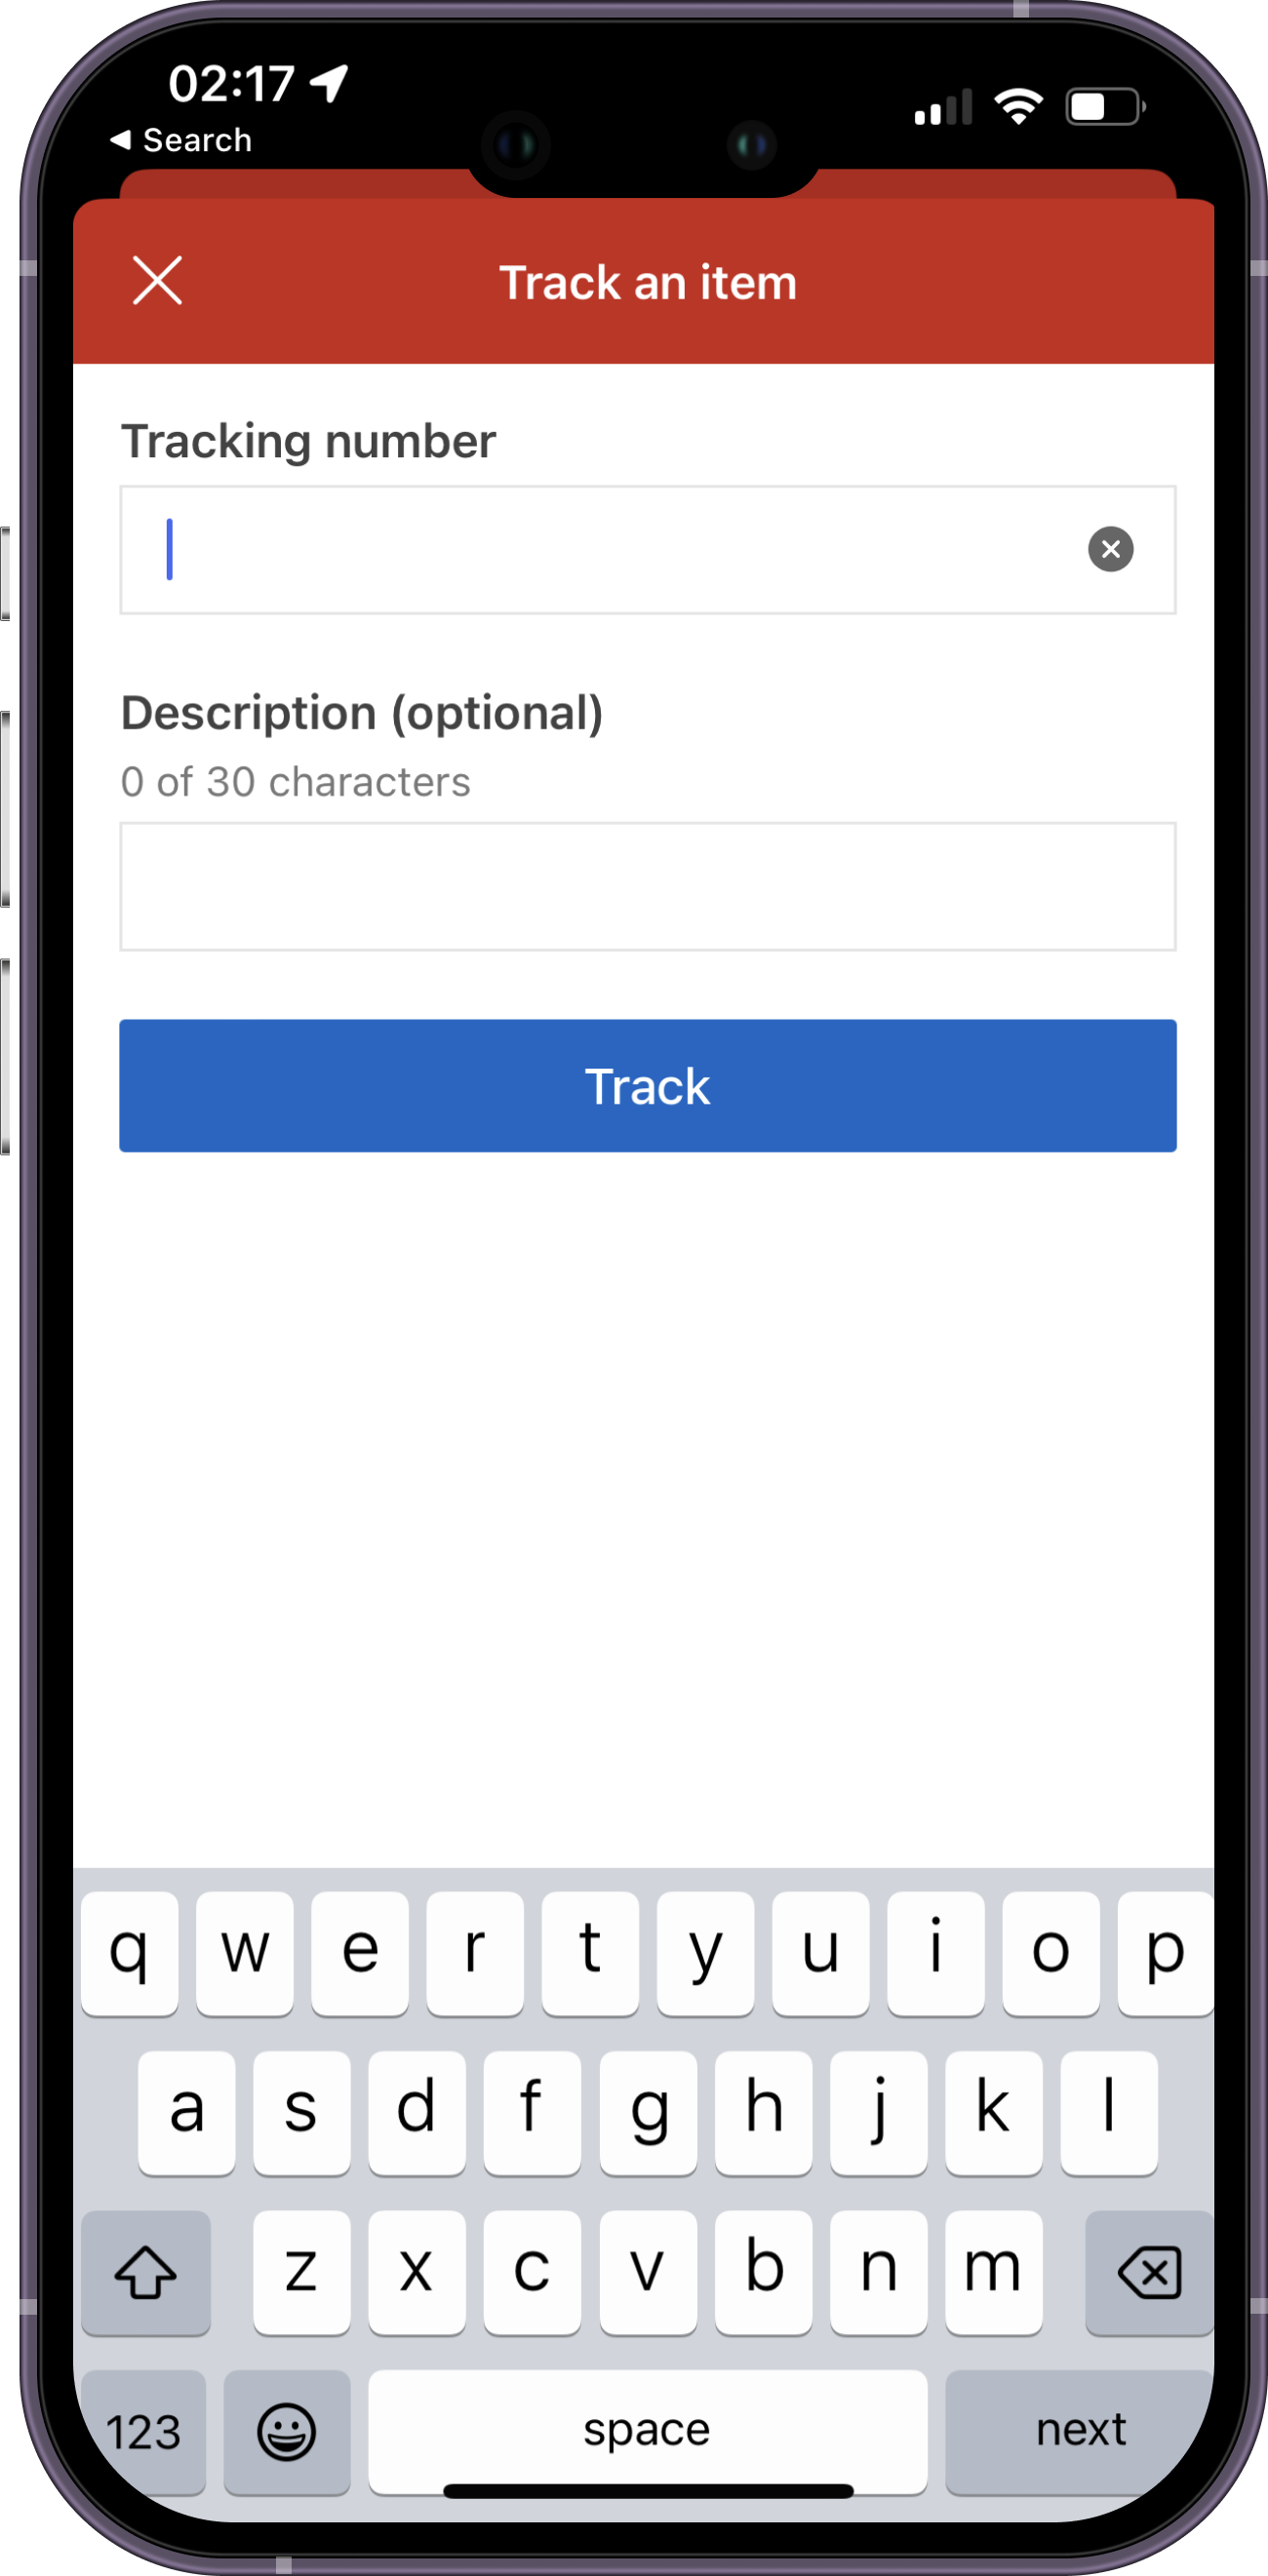 02:17
Search
Track an item
Tracking number
Description (optional)
0 of 30 characters
Track
q w e r t y u i o p
a s d f g h j k l
z x c v b n m
123 space next